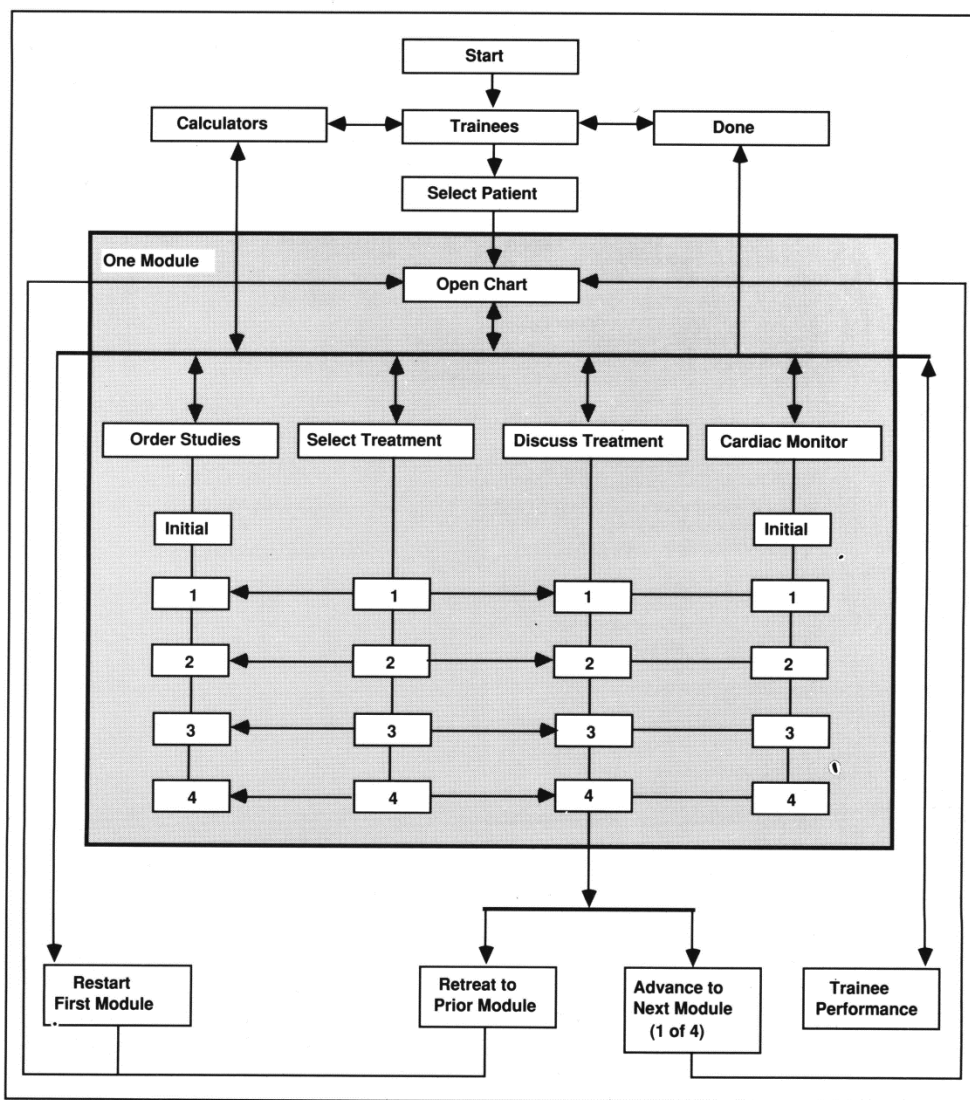 Start
Calculators
Trainees
Done
Select Patient
One Module
Open Chart
Order Studies
Select Treatment
Discuss Treatment
Cardiac Monitor
Initial
Initial
1
1
1
1
2
2
2
2
3
3
3
3
4
4
4
4
Restart
First Module
Retreat to
Prior Module
Advance to
Next Module
(1 of 4)
Trainee
Performance